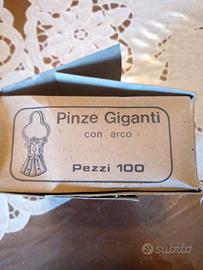 Pinze Giganti
con arco
Pezzi 100
subito